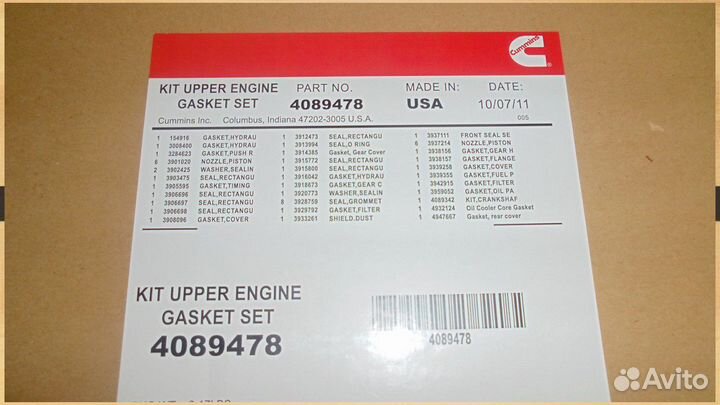 Cummins
KIT UPPER ENGINE GASKET SET
PART NO. 4089478
MADE IN: USA
DATE: 10/07/11
005
Cummins Inc. Columbus, Indiana 47202-3005 U.S.A.
1 154916 GASKET,HYDRAU
1 3008400 GASKET,HYDRAU
1 3284623 GASKET,PUSH R
6 3901020 NOZZLE,PISTON
2 3902425 WASHER,SEALIN
1 3903475 SEAL,RECTANGU
1 3905595 GASKET,TIMING
1 3906696 SEAL,RECTANGU
1 3906697 SEAL,RECTANGU
1 3906698 SEAL,RECTANGU
1 3908096 GASKET,COVER
1 3912473 SEAL,RECTANGU
1 3913994 SEAL,O RING
1 3914385 Gasket, Gear Cover
1 3915772 SEAL,RECTANGU
1 3915800 SEAL,RECTANGU
1 3916042 GASKET,HYDRAU
1 3918673 GASKET,GEAR C
1 3920773 WASHER,SEALIN
8 3928759 SEAL,GROMMET
1 3929792 GASKET,FILTER
1 3933261 SHIELD,DUST
1 3937111 FRONT SEAL SE
6 3937214 NOZZLE,PISTON
1 3938156 GASKET,GEAR H
1 3938157 GASKET,FLANGE
1 3939258 GASKET,COVER
1 3939355 GASKET,FUEL P
1 3942915 GASKET,FILTER
1 3959052 GASKET,OIL PA
1 4089342 KIT,CRANKSHAF
1 4932124 Oil Cooler Core Gasket
1 4947667 Gasket, rear cover
KIT UPPER ENGINE
GASKET SET
4089478
4089478
Avito